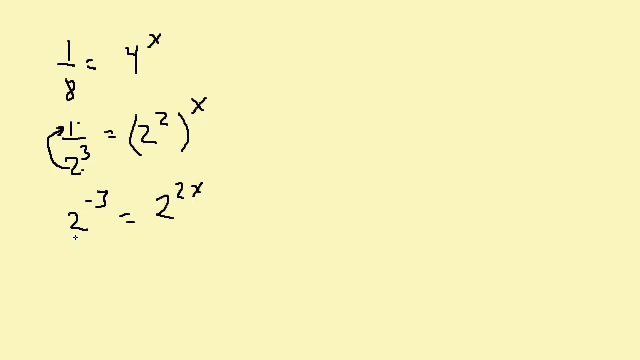 1/8 = 4^x
1/2^3 = (2^2)^x
2^-3 = 2^2x